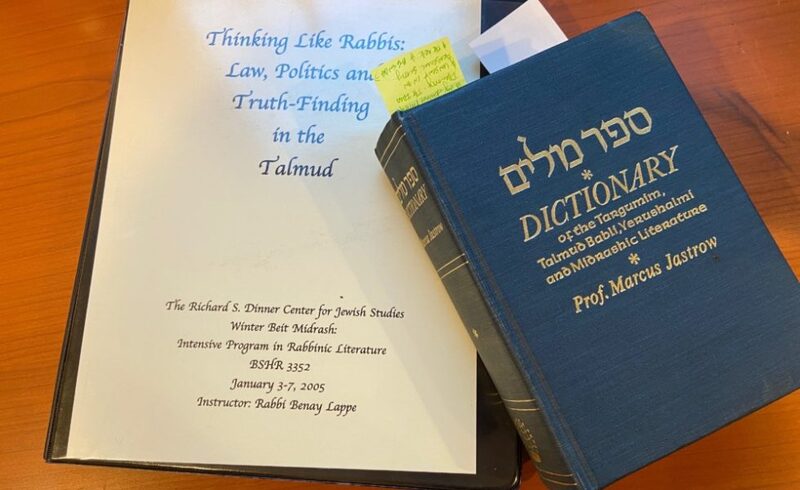 Thinking Like Rabbis:
Law, Politics and
Truth-Finding
in the
Talmud
The Richard S. Dinner Center for Jewish Studies
Winter Beit Midrash:
Intensive Program in Rabbinic Literature
BSHR 3352
January 3-7, 2005
Instructor: Rabbi Benay Lappe
ספר מלים
DICTIONARY
Jastrow
ספר מלים
*
DICTIONARY
of the Targumim,
Talmud Babli, Yerushalmi
and Midrashic Literature
*
Prof. Marcus Jastrow